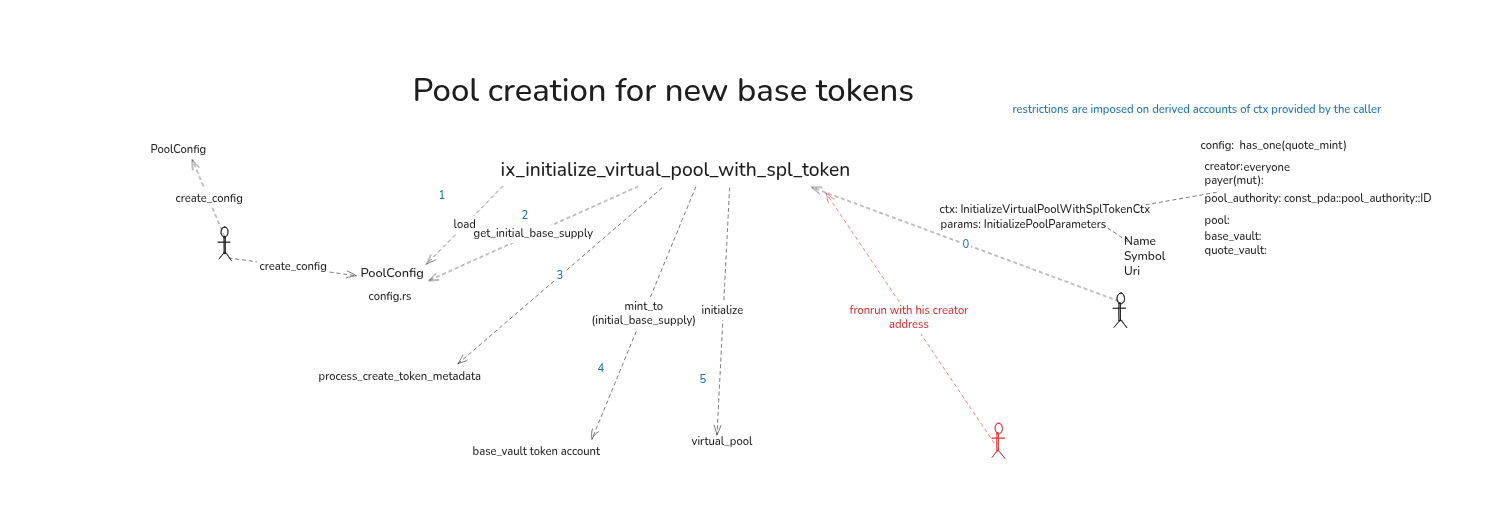 Pool creation for new base tokens
restrictions are imposed on derived accounts of ctx provided by the caller
PoolConfig
create_config
create_config
PoolConfig
config.rs
ix_initialize_virtual_pool_with_spl_token
1
load
2
get_initial_base_supply
3
process_create_token_metadata
mint_to
(initial_base_supply)
4
base_vault token account
initialize
5
virtual_pool
fronrun with his creator
address
0
ctx: InitializeVirtualPoolWithSplTokenCtx
params: InitializePoolParameters
Name
Symbol
Uri
config: has_one(quote_mint)
creator:everyone
payer(mut):
pool_authority: const_pda::pool_authority::ID
pool:
base_vault:
quote_vault: